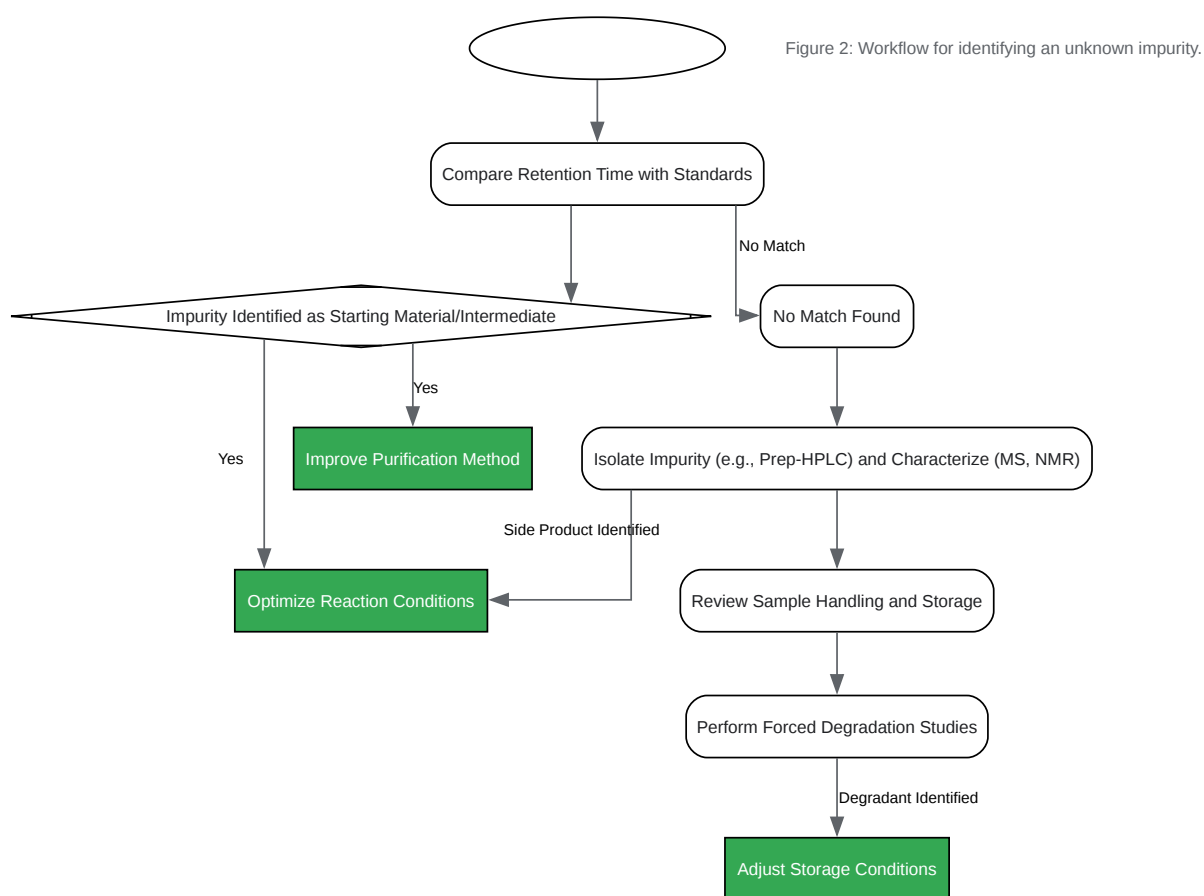 Figure 2: Workflow for identifying an unknown impurity.
Compare Retention Time with Standards
No Match
Impurity Identified as Starting Material/Intermediate
No Match Found
Yes
Yes
Improve Purification Method
Isolate Impurity (e.g., Prep-HPLC) and Characterize (MS, NMR)
Side Product Identified
Optimize Reaction Conditions
Review Sample Handling and Storage
Perform Forced Degradation Studies
Degradant Identified
Adjust Storage Conditions